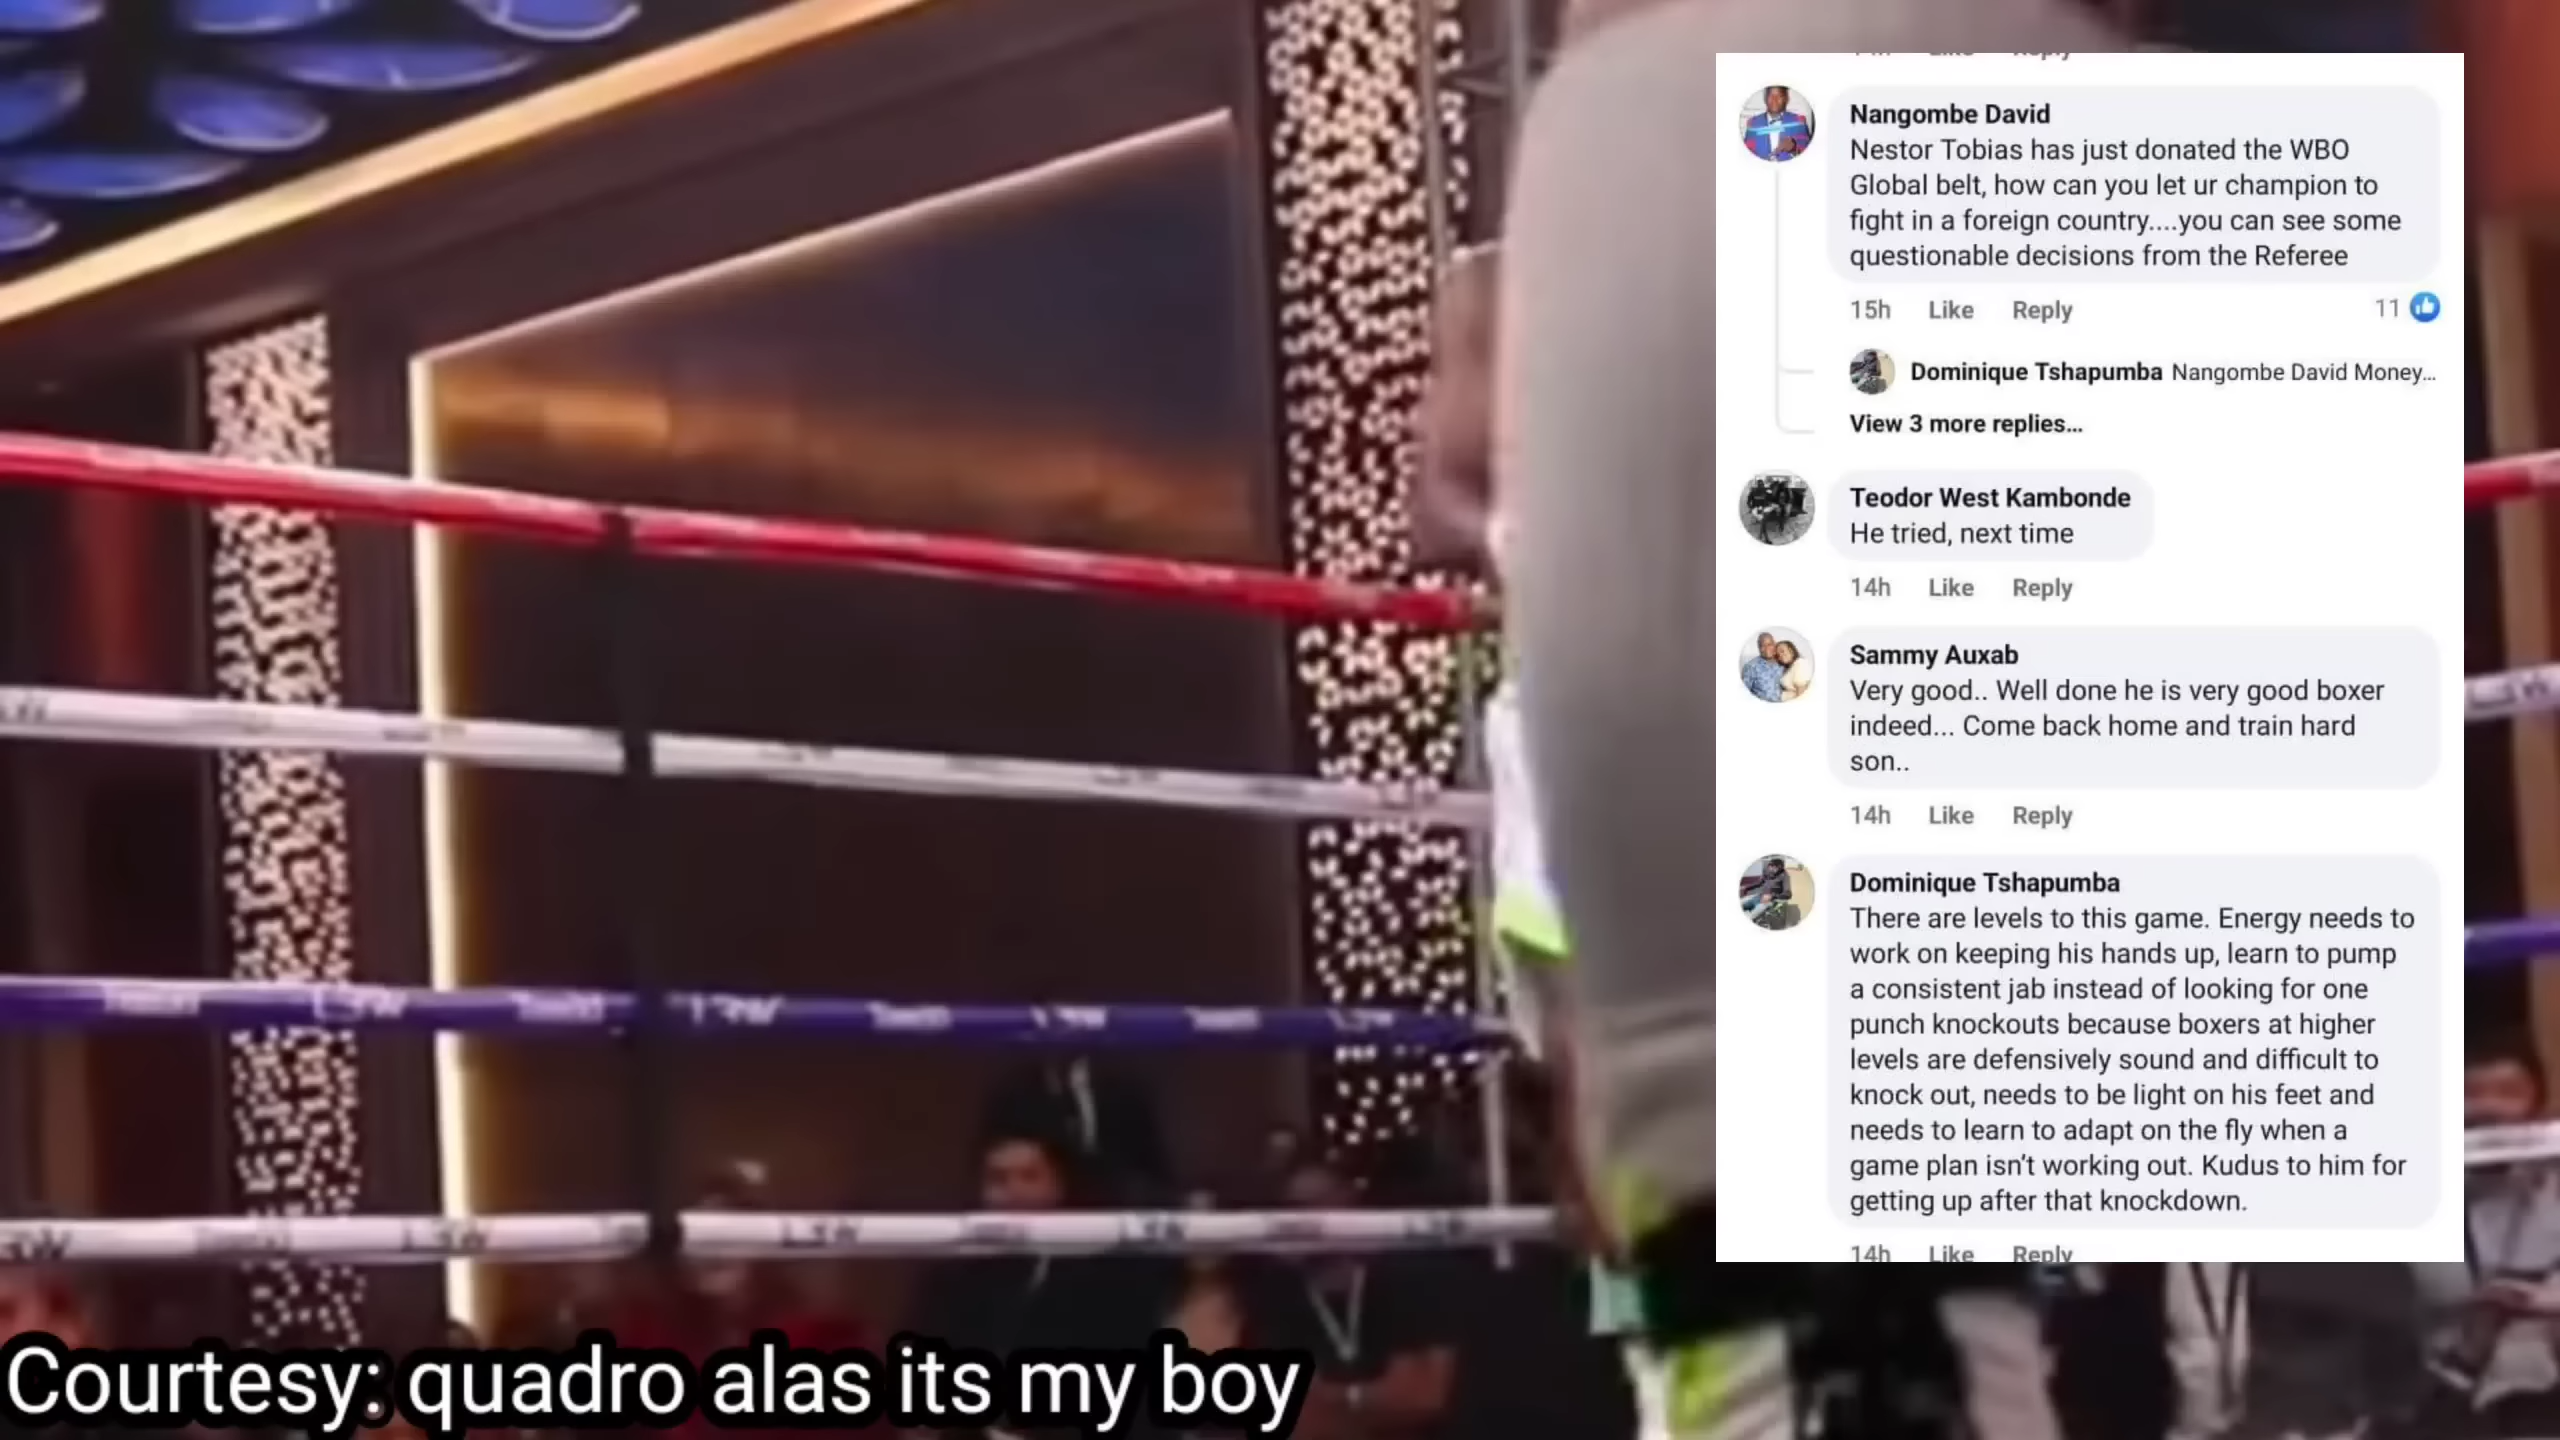 Nangombe David
Nestor Tobias has just donated the WBO
Global belt, how can you let ur champion to
fight in a foreign country....you can see some
questionable decisions from the Referee
15h Like Reply 11
Dominique Tshapumba Nangombe David Money...
View 3 more replies...
Teodor West Kambonde
He tried, next time
14h Like Reply
Sammy Auxab
Very good.. Well done he is very good boxer
indeed... Come back home and train hard
son..
14h Like Reply
Dominique Tshapumba
There are levels to this game. Energy needs to
work on keeping his hands up, learn to pump
a consistent jab instead of looking for one
punch knockouts because boxers at higher
levels are defensively sound and difficult to
knock out, needs to be light on his feet and
needs to learn to adapt on the fly when a
game plan isn't working out. Kudus to him for
getting up after that knockdown.
14h Like Reply
Courtesy: quadro alas its my boy